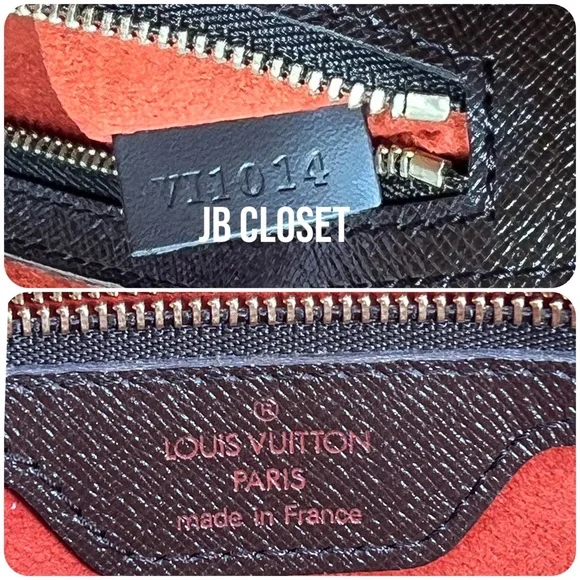 VI1014
JB CLOSET
®
LOUIS VUITTON
PARIS
made in France